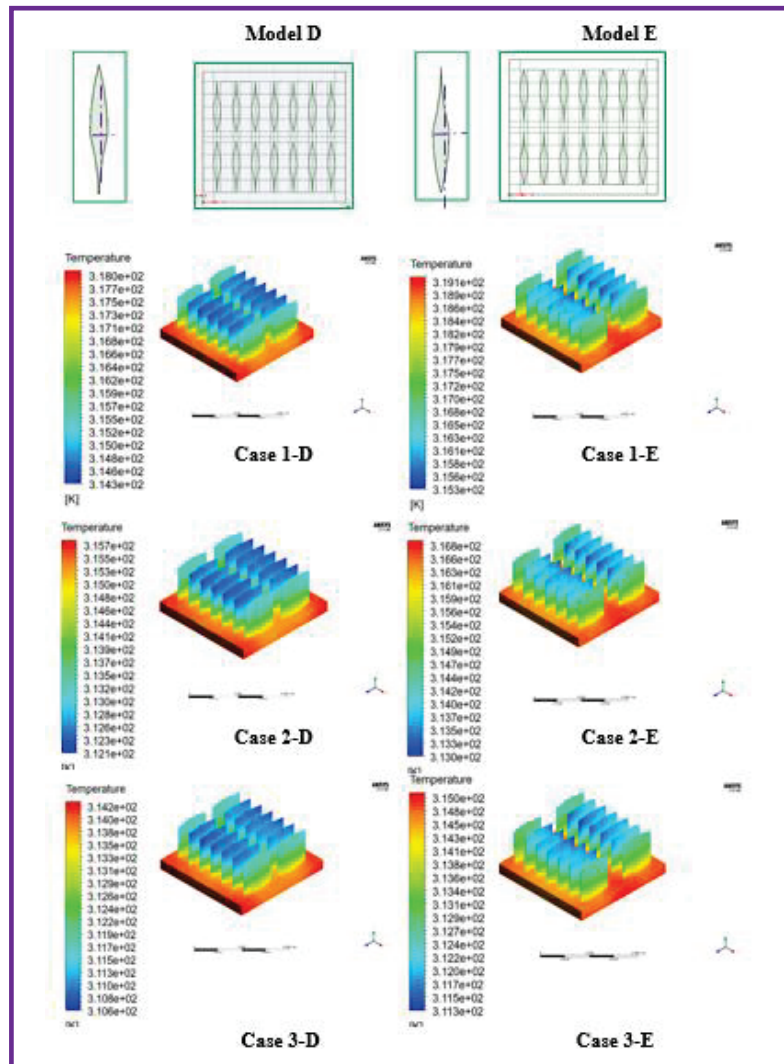 Model D
Model E
Temperature
3.180e+02
3.177e+02
3.175e+02
3.173e+02
3.171e+02
3.168e+02
3.166e+02
3.164e+02
3.162e+02
3.159e+02
3.157e+02
3.155e+02
3.152e+02
3.150e+02
3.148e+02
3.146e+02
3.143e+02
[K]
Case 1-D
ANSYS
Temperature
3.191e+02
3.189e+02
3.186e+02
3.184e+02
3.182e+02
3.179e+02
3.177e+02
3.175e+02
3.172e+02
3.170e+02
3.168e+02
3.165e+02
3.163e+02
3.161e+02
3.158e+02
3.156e+02
3.153e+02
[K]
Case 1-E
ANSYS
Temperature
3.157e+02
3.155e+02
3.153e+02
3.150e+02
3.148e+02
3.146e+02
3.144e+02
3.141e+02
3.139e+02
3.137e+02
3.135e+02
3.132e+02
3.130e+02
3.128e+02
3.126e+02
3.123e+02
3.121e+02
Case 2-D
ANSYS
Temperature
3.168e+02
3.166e+02
3.163e+02
3.161e+02
3.159e+02
3.156e+02
3.154e+02
3.152e+02
3.149e+02
3.147e+02
3.144e+02
3.142e+02
3.140e+02
3.137e+02
3.135e+02
3.133e+02
3.130e+02
Case 2-E
ANSYS
Temperature
3.142e+02
3.140e+02
3.138e+02
3.135e+02
3.133e+02
3.131e+02
3.129e+02
3.126e+02
3.124e+02
3.122e+02
3.119e+02
3.117e+02
3.115e+02
3.113e+02
3.110e+02
3.108e+02
3.106e+02
Case 3-D
ANSYS
Temperature
3.150e+02
3.148e+02
3.145e+02
3.143e+02
3.141e+02
3.138e+02
3.136e+02
3.134e+02
3.131e+02
3.129e+02
3.127e+02
3.124e+02
3.122e+02
3.120e+02
3.117e+02
3.115e+02
3.113e+02
Case 3-E
ANSYS